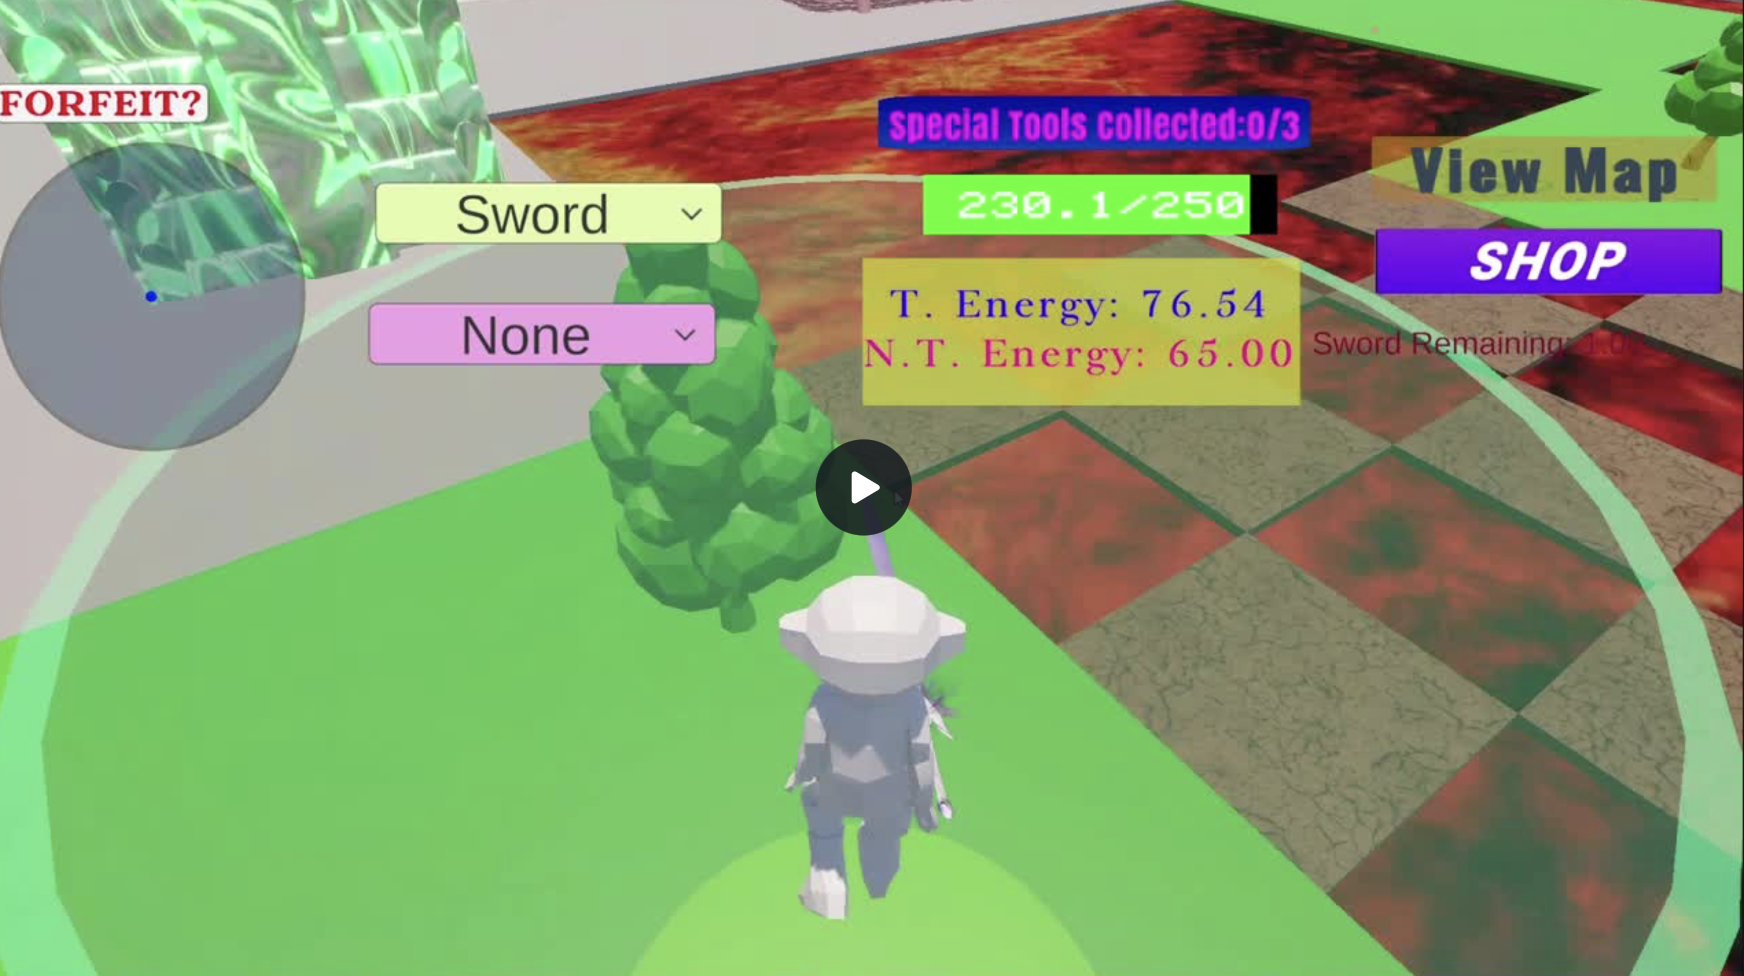 FORFEIT?
Special Tools Collected:0/3
View Map
Sword
230.1/250
SHOP
None
T. Energy: 76.54
N.T. Energy: 65.00
Sword Remaining: